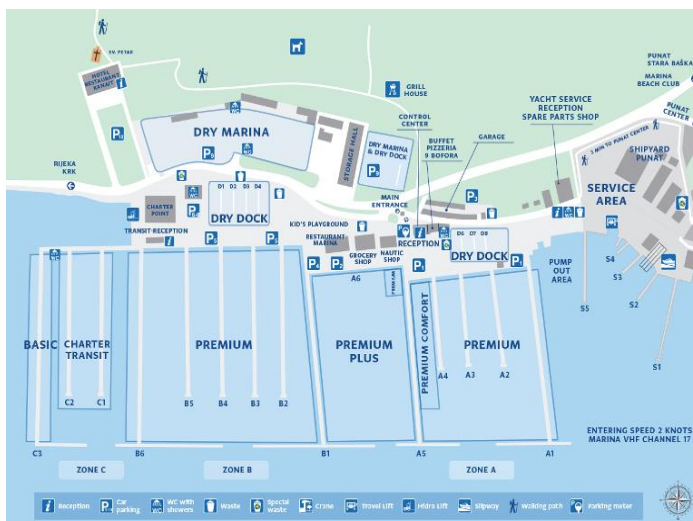 SV. PETAR
HOTEL
RESTAURANT
KANAJT
GRILL
HOUSE
PUNAT
STARA BAŠKA
MARINA
BEACH CLUB
PUNAT
CENTER
CONTROL
CENTER
BUFFET
PIZZERIA
9 BOFORA
GARAGE
YACHT SERVICE
RECEPTION
SPARE PARTS SHOP
5 MIN TO PUNAT CENTER
SHIPYARD
PUNAT
DRY MARINA
STORAGE HALL
DRY MARINA
& DRY DOCK
RIJEKA
KRK
D1 D2 D3 D4
DRY DOCK
CHARTER
POINT
TRANSIT RECEPTION
KID'S PLAYGROUND
RESTAURANT
MARINA
GROCERY
SHOP
NAUTIC
SHOP
MAIN
ENTRANCE
RECEPTION
DRY DOCK
SERVICE
AREA
PUMP
OUT
AREA
S5
S4
S3
S2
S1
A6
BASIC
CHARTER
TRANSIT
PREMIUM
PREMIUM
PLUS
PREMIUM COMFORT
PREMIUM
C2
C1
B5
B4
B3
B2
A4
A3
A2
ENTERING SPEED 2 KNOTS
MARINA VHF CHANNEL 17
C3
B6
B1
A5
A1
ZONE C
ZONE B
ZONE A
Reception
Car
parking
WC with
showers
Waste
Special
waste
Crane
Travel Lift
Hidro Lift
Slipway
Walking path
Parking meter